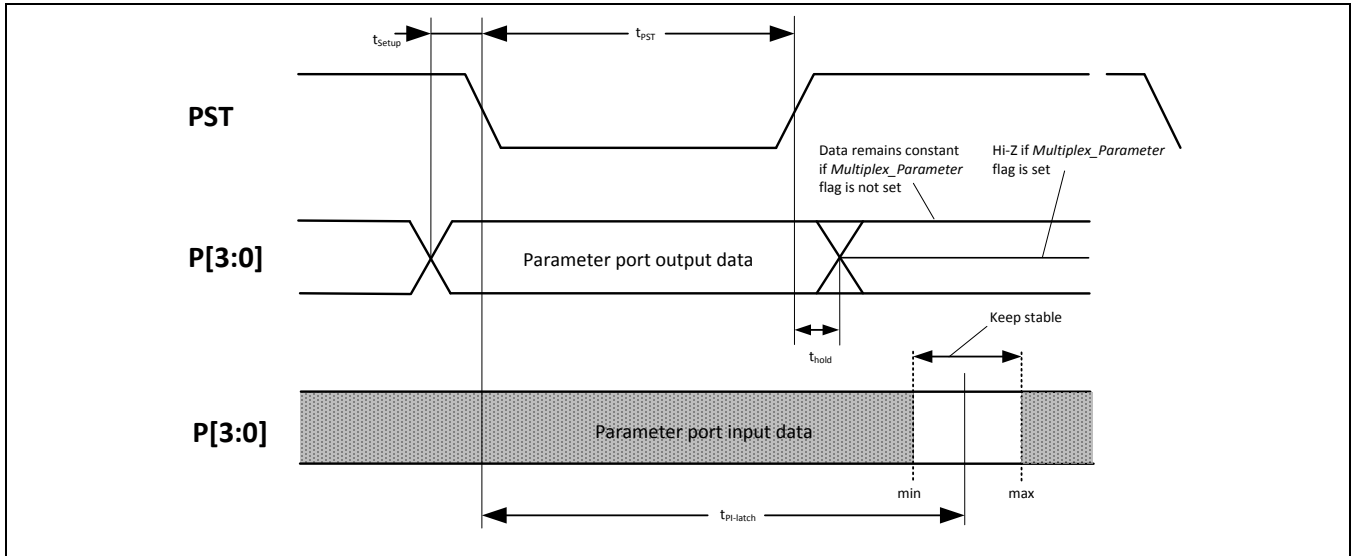 tSetup
tPST
PST
Data remains constant
if Multiplex_Parameter
flag is not set
Hi-Z if Multiplex_Parameter
flag is set
P[3:0]
Parameter port output data
Keep stable
thold
P[3:0]
Parameter port input data
min
max
tPI-latch